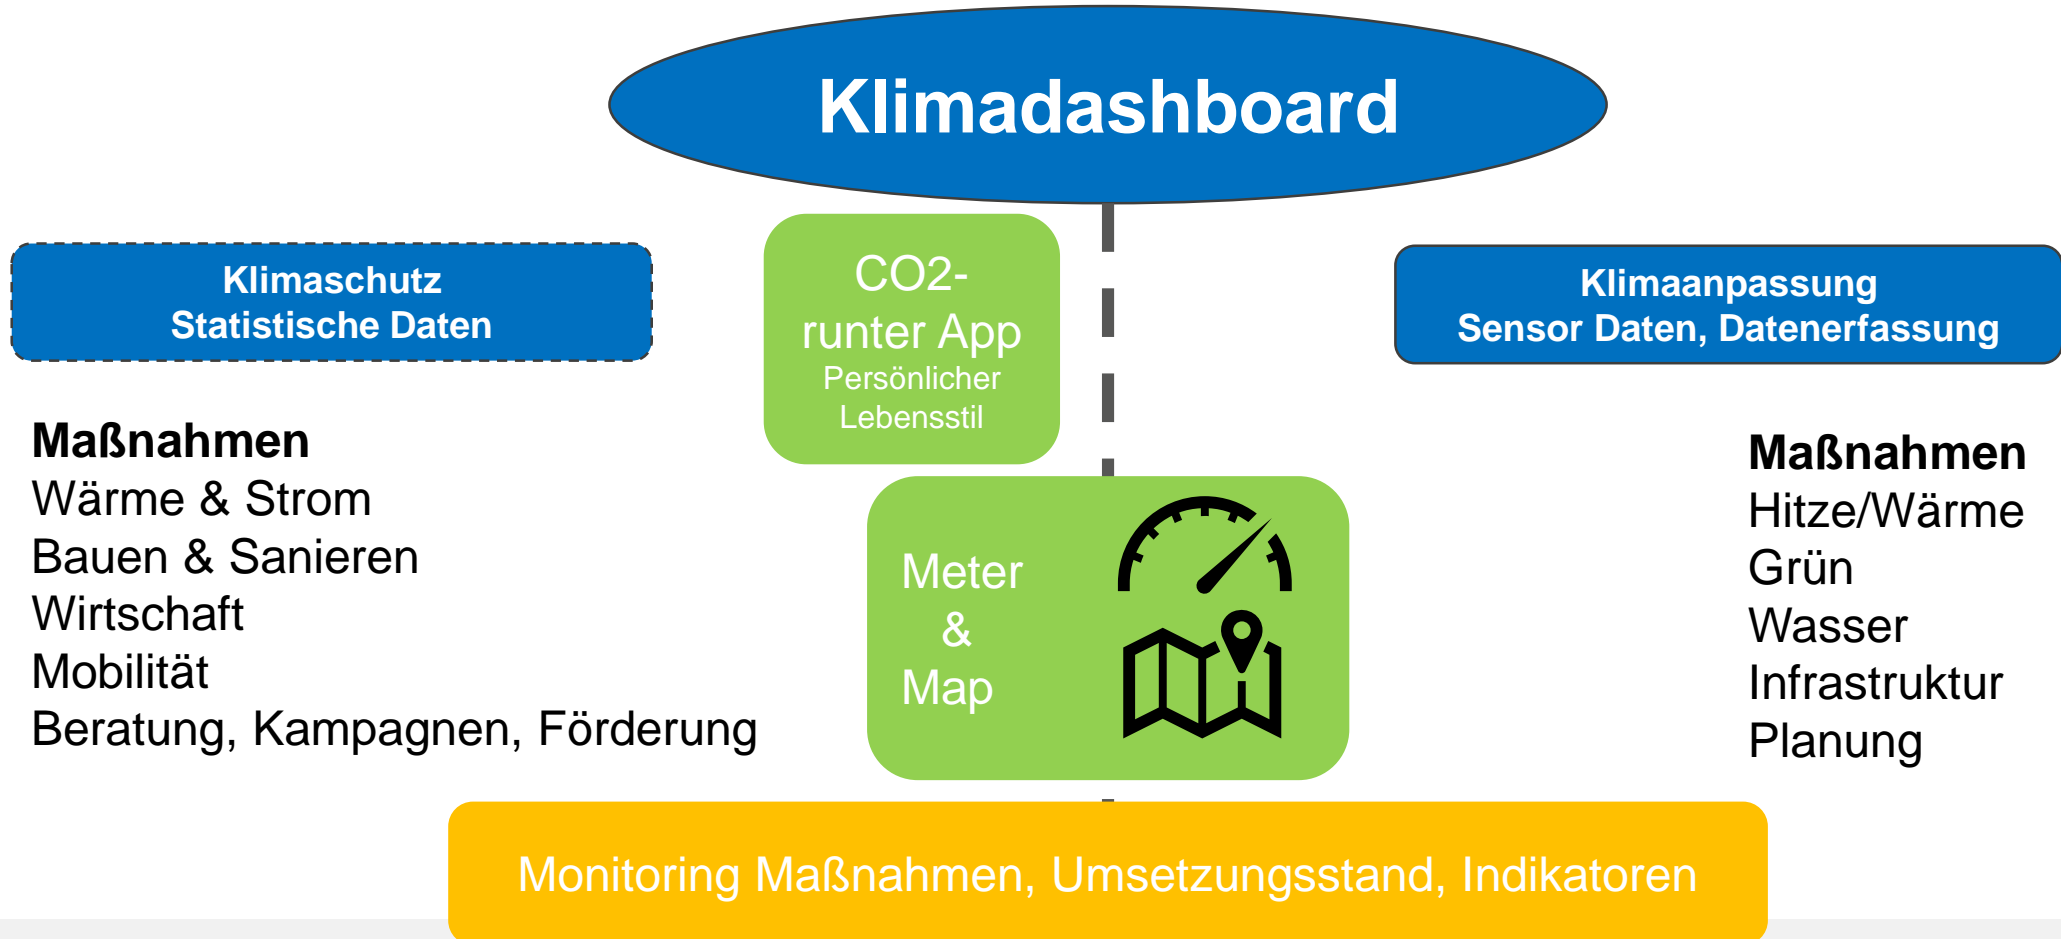 Klimadashboard
Klimaschutz
Statistische Daten
CO2-
runter App
Persönlicher
Lebensstil
Klimaanpassung
Sensor Daten, Datenerfassung
Maßnahmen
Wärme & Strom
Bauen & Sanieren
Wirtschaft
Mobilität
Beratung, Kampagnen, Förderung
Meter
&
Map
Maßnahmen
Hitze/Wärme
Grün
Wasser
Infrastruktur
Planung
Monitoring Maßnahmen, Umsetzungsstand, Indikatoren